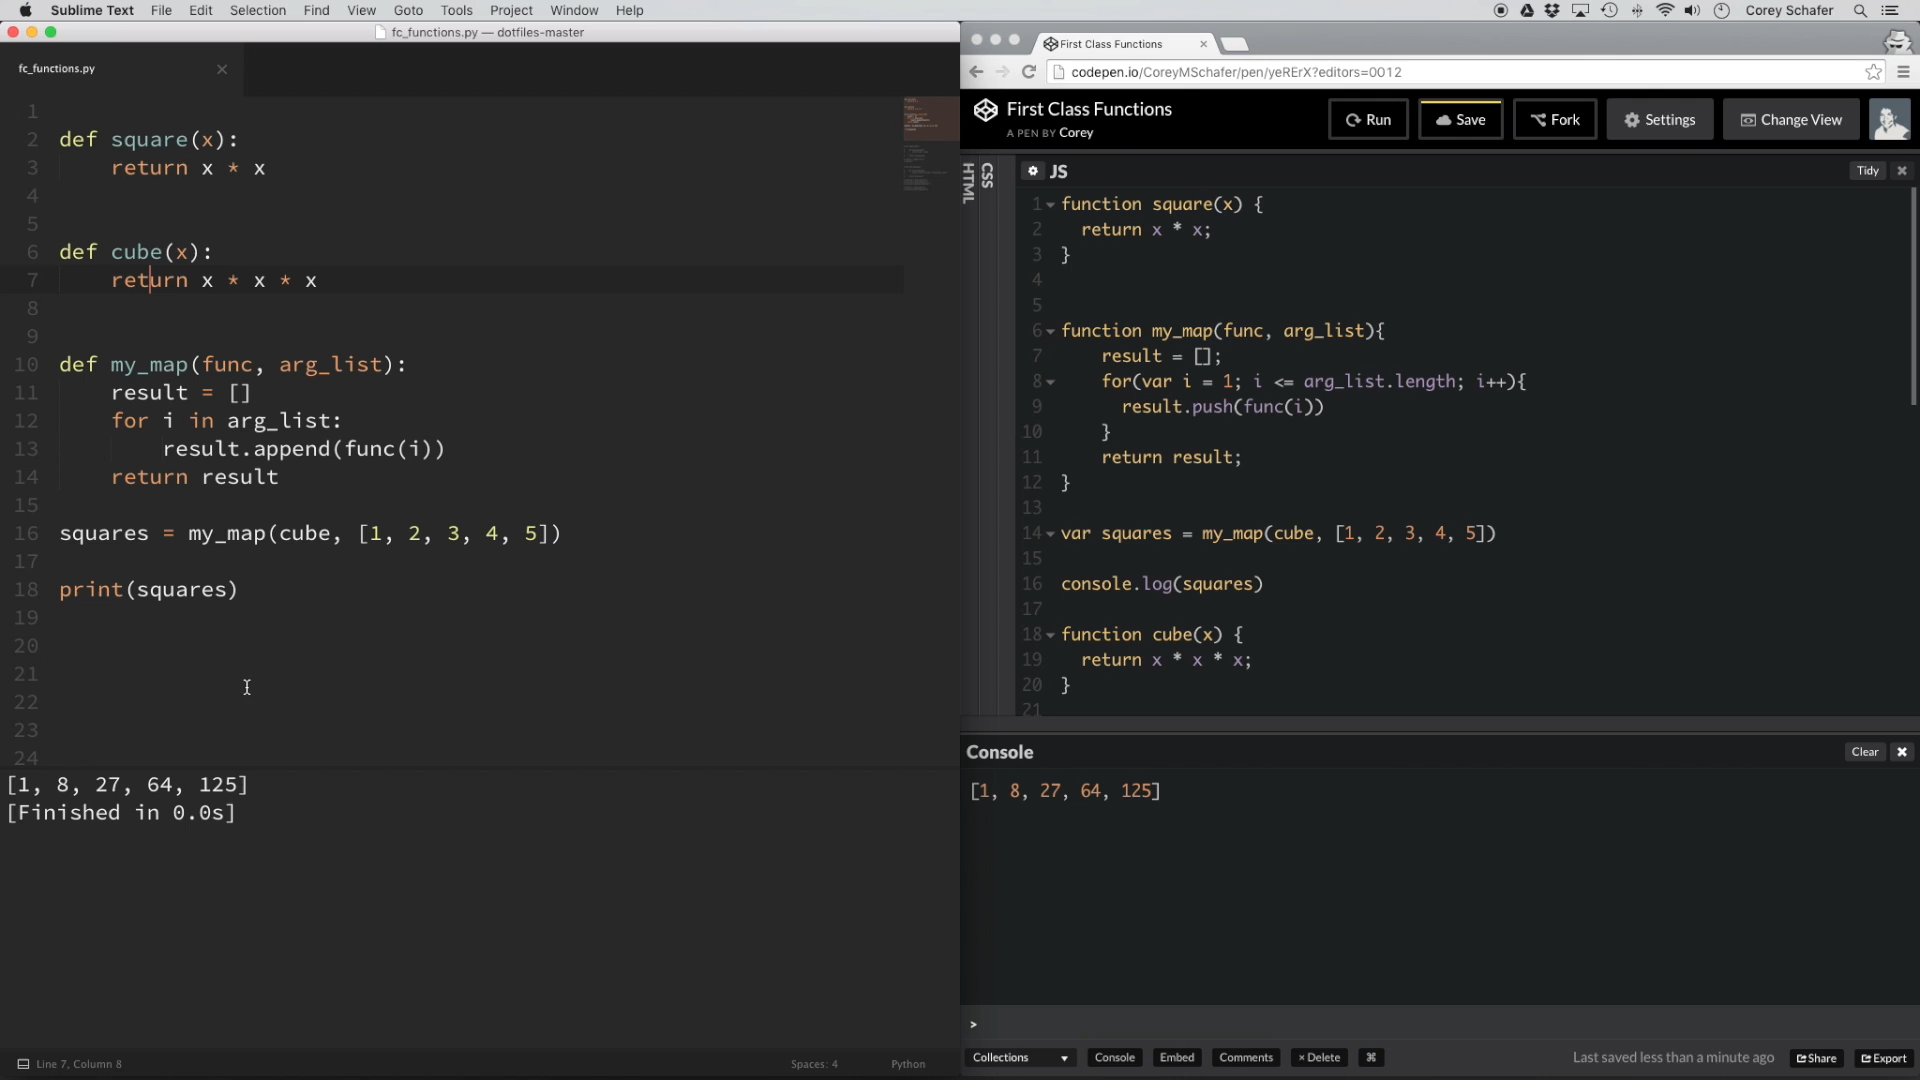 Sublime Text File Edit Selection Find View Goto Tools Project Window Help Corey Schafer
fc_functions.py — dotfiles-master
fc_functions.py
1
2 def square(x):
3 return x * x
4
5
6 def cube(x):
7 return x * x * x
8
9
10 def my_map(func, arg_list):
11 result = []
12 for i in arg_list:
13 result.append(func(i))
14 return result
15
16 squares = my_map(cube, [1, 2, 3, 4, 5])
17
18 print(squares)
19
20
21
22
23
24
[1, 8, 27, 64, 125]
[Finished in 0.0s]
Line 7, Column 8 Spaces: 4 Python
First Class Functions
codepen.io/CoreyMSchafer/pen/yeRErX?editors=0012
First Class Functions
A PEN BY Corey
Run Save Fork Settings Change View
HTML
CSS
JS Tidy
1 function square(x) {
2 return x * x;
3 }
4
5
6 function my_map(func, arg_list){
7 result = [];
8 for(var i = 1; i <= arg_list.length; i++){
9 result.push(func(i))
10 }
11 return result;
12 }
13
14 var squares = my_map(cube, [1, 2, 3, 4, 5])
15
16 console.log(squares)
17
18 function cube(x) {
19 return x * x * x;
20 }
21
Console Clear
[1, 8, 27, 64, 125]
>
Collections Console Embed Comments × Delete ⌘ Last saved less than a minute ago Share Export